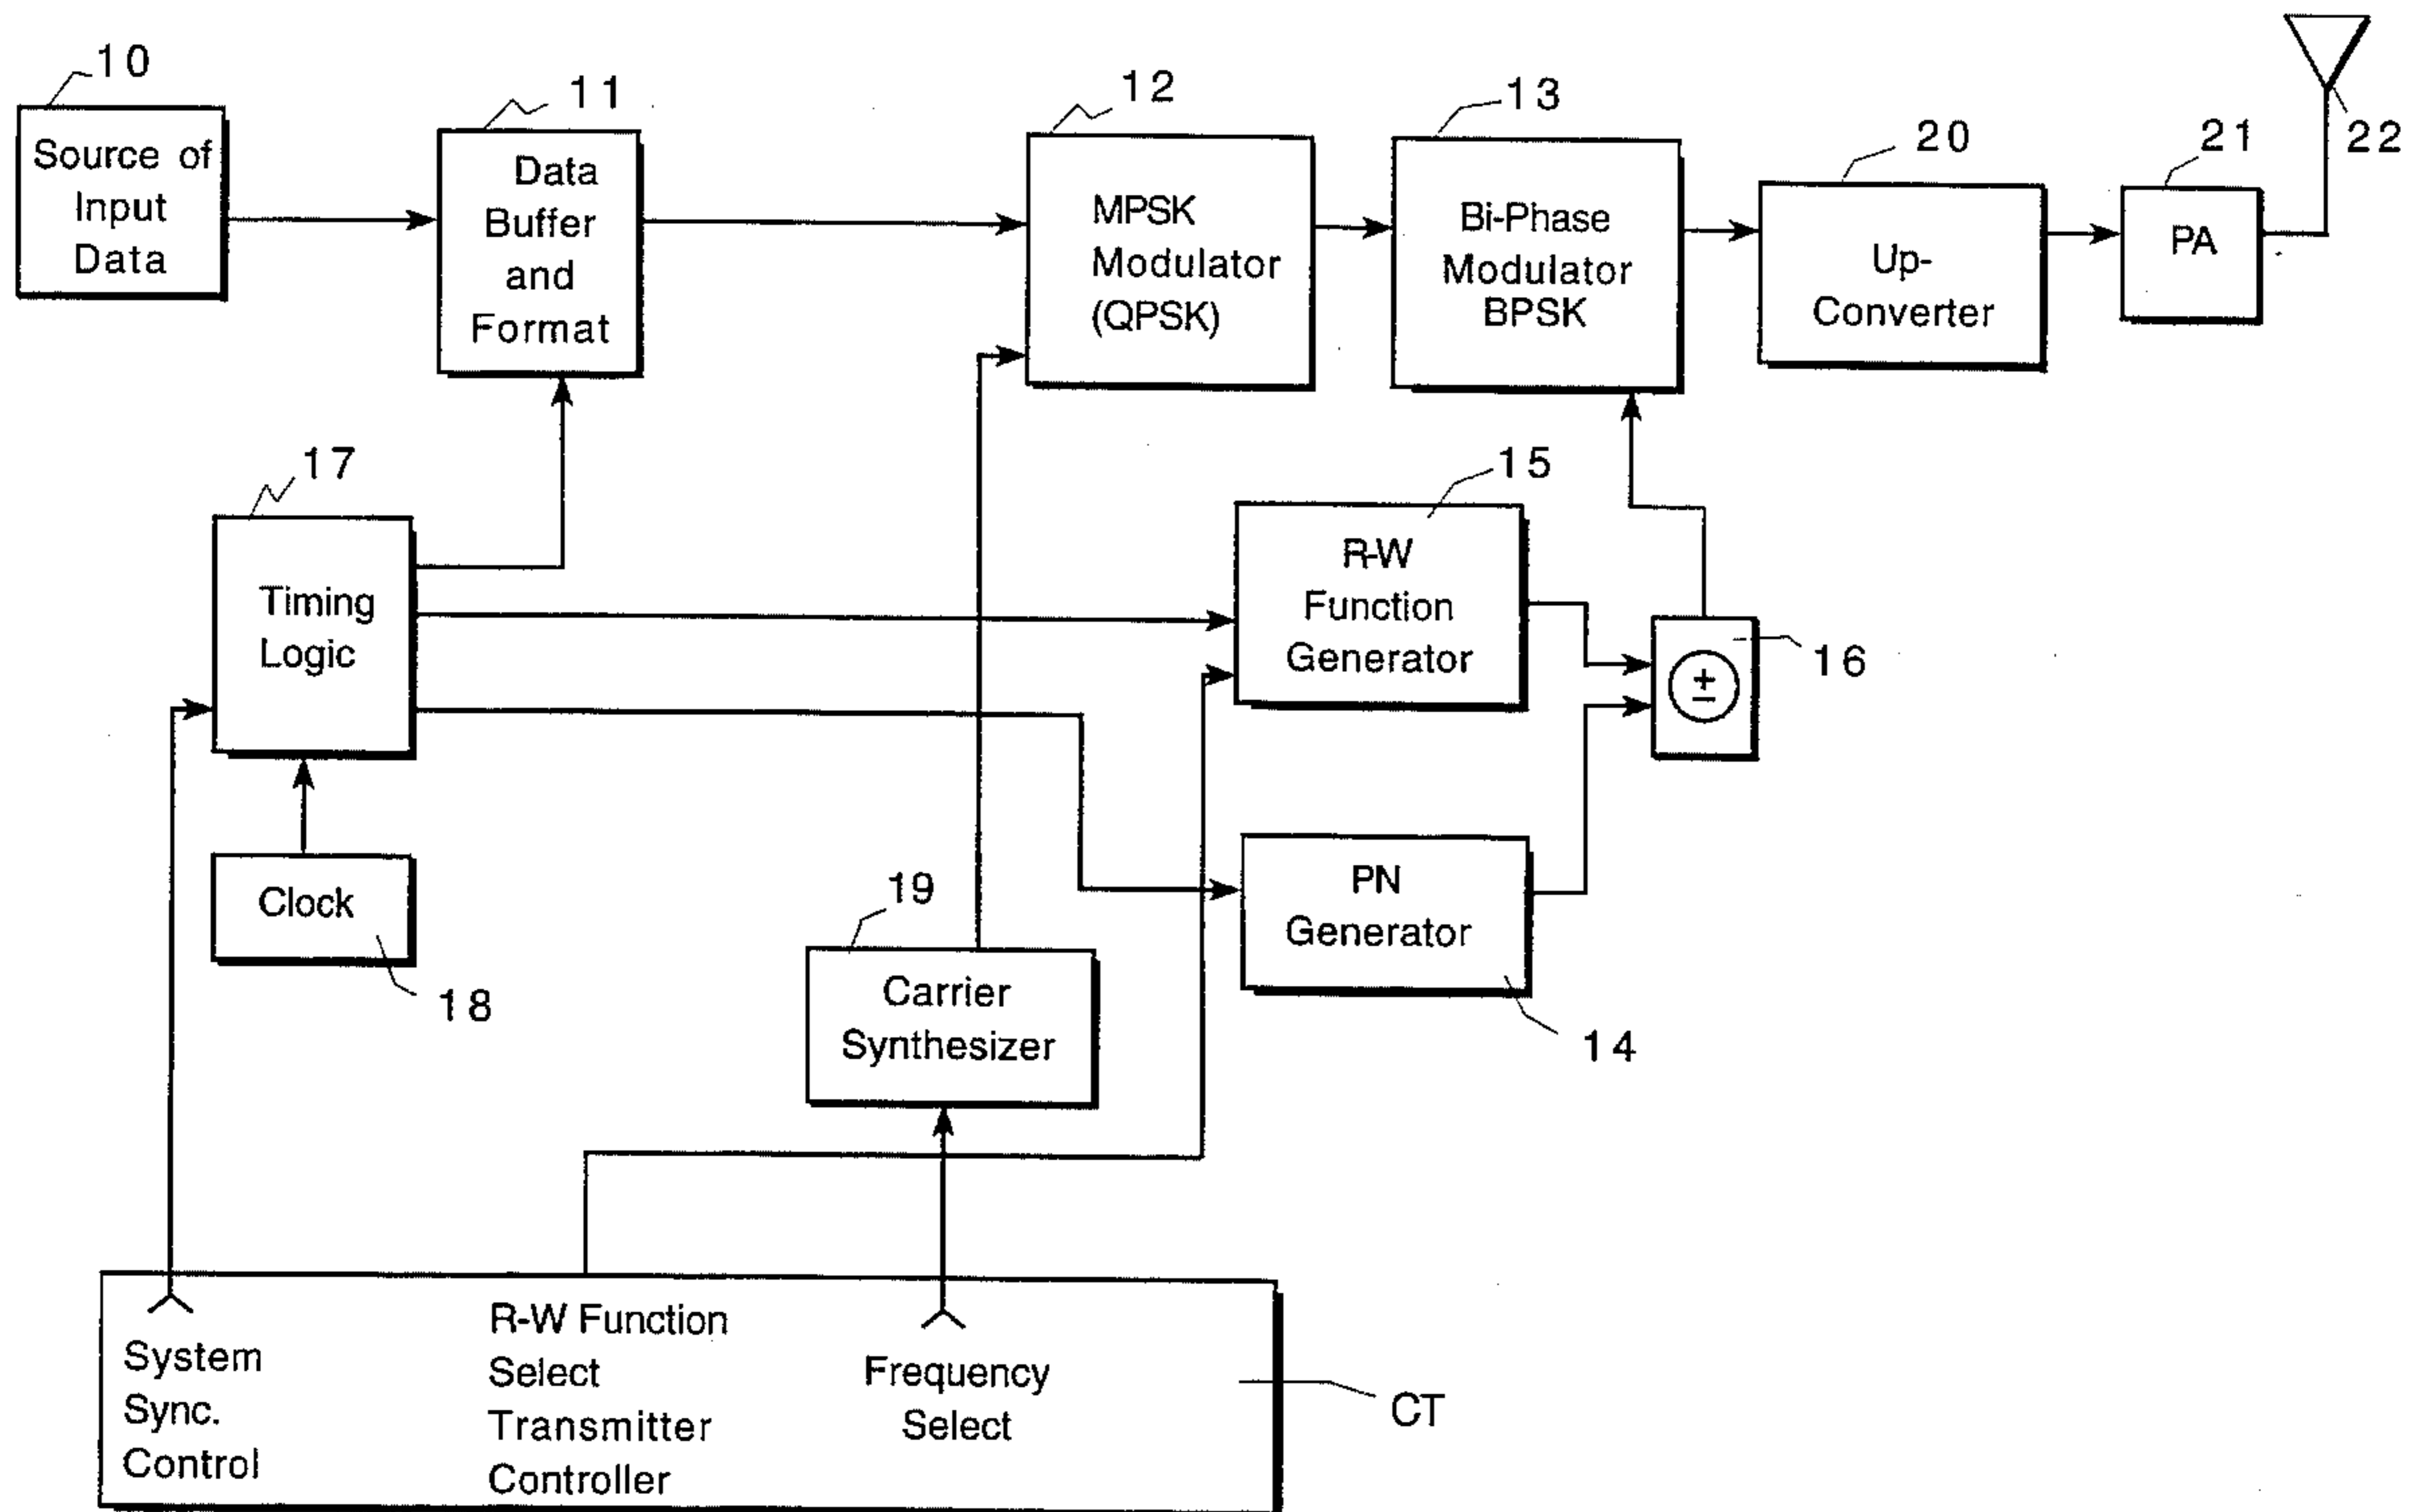 10
Source of
Input
Data
11
Data
Buffer
and
Format
12
MPSK
Modulator
(QPSK)
13
Bi-Phase
Modulator
BPSK
20
Up-
Converter
21
PA
22
17
Timing
Logic
15
R-W
Function
Generator
16
±
Clock
18
19
Carrier
Synthesizer
PN
Generator
14
System
Sync.
Control
R-W Function
Select
Transmitter
Controller
Frequency
Select
CT